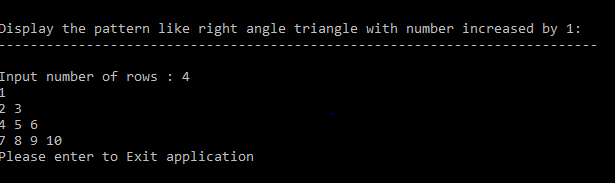 Display the pattern like right angle triangle with number increased by 1:
---------------------------------------------------------------------------
Input number of rows : 4
1
2 3
4 5 6
7 8 9 10
Please enter to Exit application